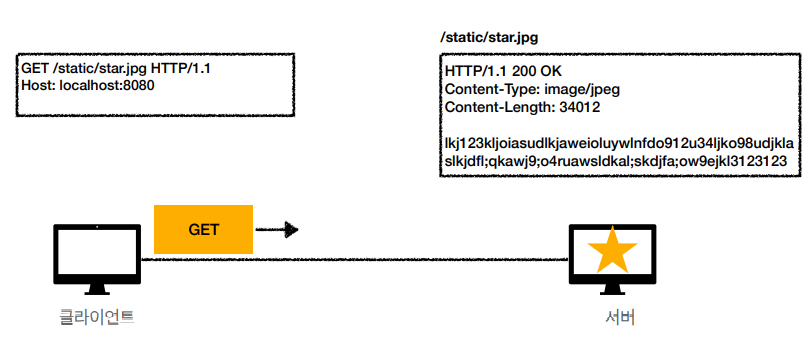 /static/star.jpg
GET /static/star.jpg HTTP/1.1
Host: localhost:8080
HTTP/1.1 200 OK
Content-Type: image/jpeg
Content-Length: 34012
lkj123kljoiasudlkjaweioluywlnfdo912u34ljko98udjkla
slkjdfl;qkawj9;o4ruawsldkal;skdjfa;ow9ejkl3123123
GET
클라이언트
서버